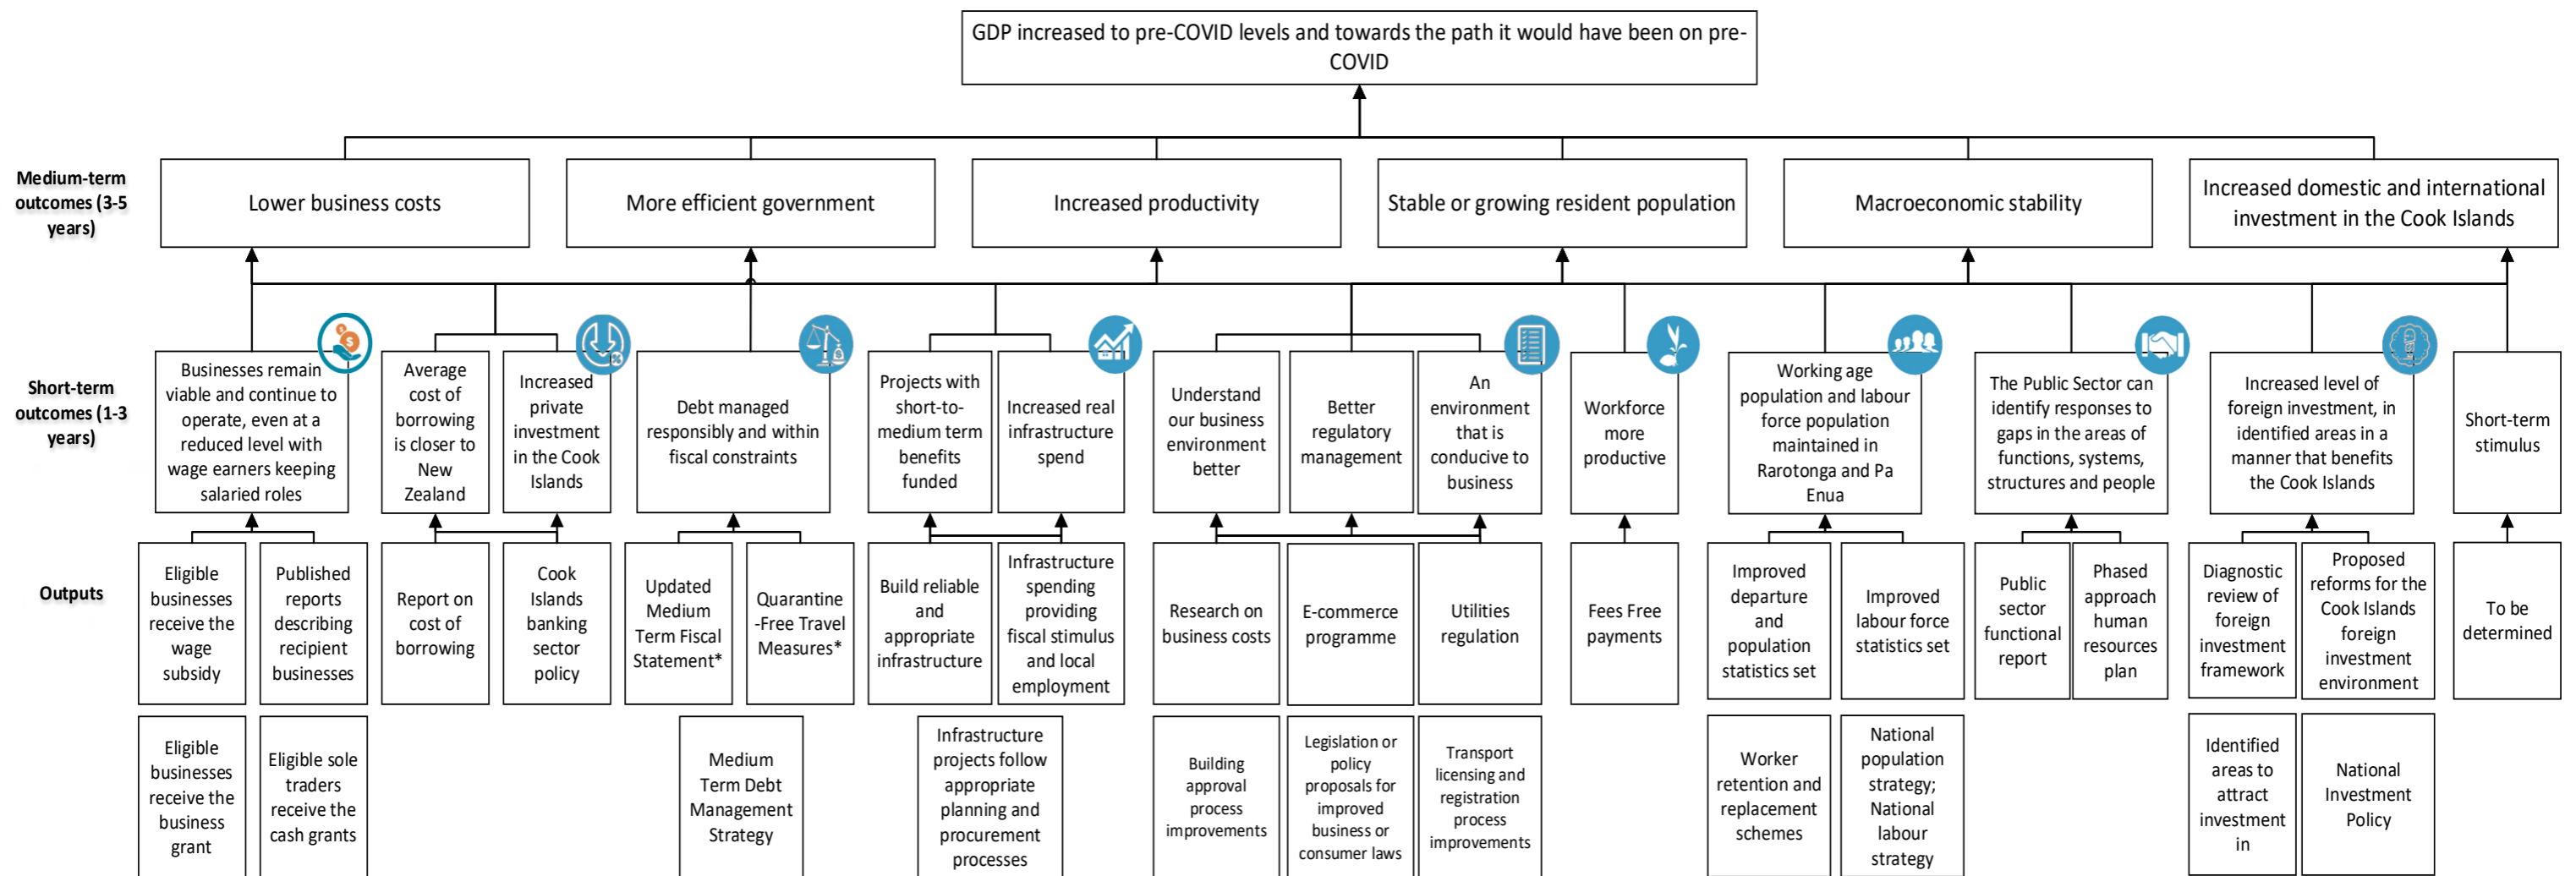 GDP increased to pre-COVID levels and towards the path it would have been on pre-
COVID
Medium-term
outcomes (3-5
years)
Lower business costs
More efficient government
Increased productivity
Stable or growing resident population
Macroeconomic stability
Increased domestic and international
investment in the Cook Islands
Short-term
outcomes (1-3
years)
Businesses remain
viable and continue to
operate, even at a
reduced level with
wage earners keeping
salaried roles
Average
cost of
borrowing
is closer to
New
Zealand
Increased
private
investment
in the Cook
Islands
Debt managed
responsibly and within
fiscal constraints
Projects with
short-to-
medium term
benefits
funded
Increased real
infrastructure
spend
Understand
our business
environment
better
Better
regulatory
management
An
environment
that is
conducive to
business
Workforce
more
productive
Working age
population and labour
force population
maintained in
Rarotonga and Pa
Enua
The Public Sector can
identify responses to
gaps in the areas of
functions, systems,
structures and people
Increased level of
foreign investment, in
identified areas in a
manner that benefits
the Cook Islands
Short-term
stimulus
Outputs
Eligible
businesses
receive the
wage
subsidy
Published
reports
describing
recipient
businesses
Report on
cost of
borrowing
Cook
Islands
banking
sector
policy
Updated
Medium
Term Fiscal
Statement*
Quarantine
-Free Travel
Measures*
Build reliable
and
appropriate
infrastructure
Infrastructure
spending
providing
fiscal stimulus
and local
employment
Research on
business costs
E-commerce
programme
Utilities
regulation
Fees Free
payments
Improved
departure
and
population
statistics set
Improved
labour force
statistics set
Public
sector
functional
report
Phased
approach
human
resources
plan
Diagnostic
review of
foreign
investment
framework
Proposed
reforms for the
Cook Islands
foreign
investment
environment
To be
determined
Eligible
businesses
receive the
business
grant
Eligible sole
traders
receive the
cash grants
Medium
Term Debt
Management
Strategy
Infrastructure
projects follow
appropriate
planning and
procurement
processes
Building
approval
process
improvements
Legislation or
policy
proposals for
improved
business or
consumer laws
Transport
licensing and
registration
process
improvements
Worker
retention and
replacement
schemes
National
population
strategy;
National
labour
strategy
Identified
areas to
attract
investment
in
National
Investment
Policy